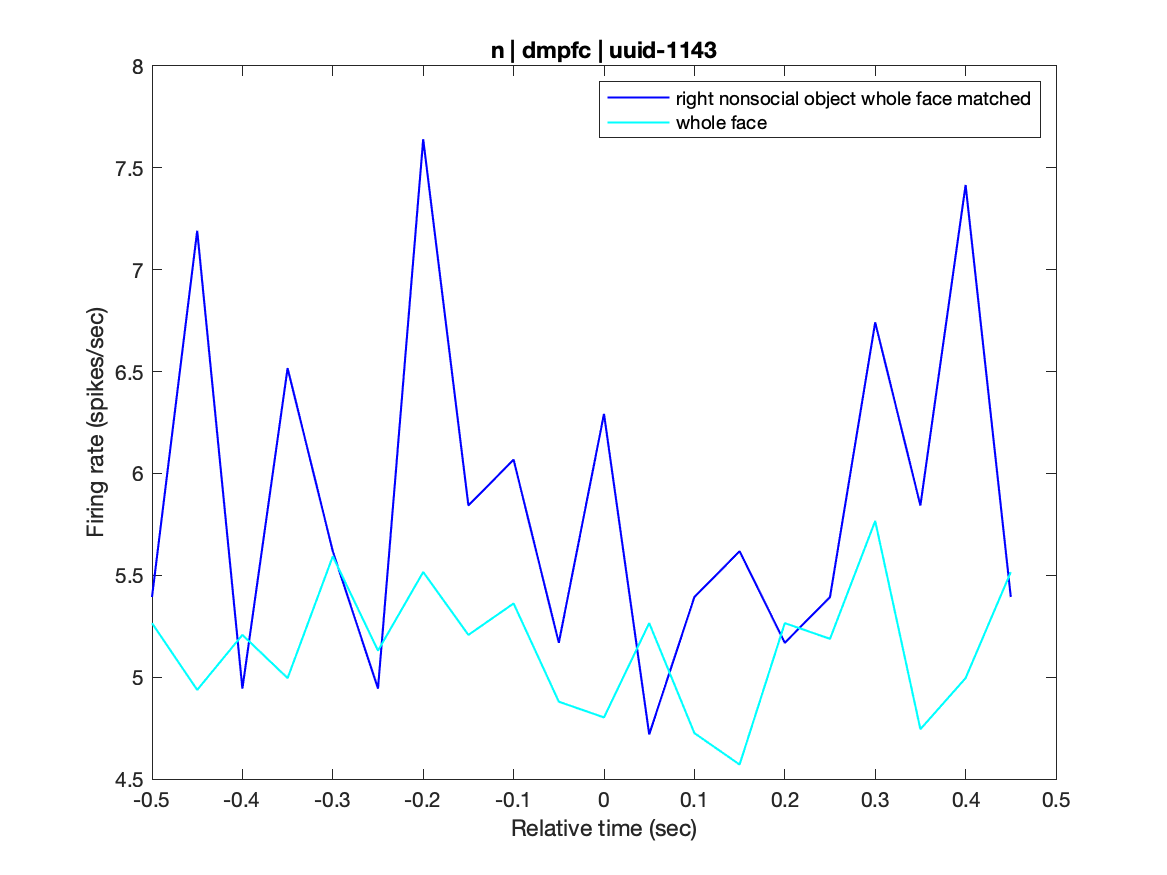 n | dmpfc | uuid-1143
right nonsocial object whole face matched
whole face
8
7.5
7
6.5
6
5.5
5
4.5
Firing rate (spikes/sec)
-0.5 -0.4 -0.3 -0.2 -0.1 0 0.1 0.2 0.3 0.4 0.5
Relative time (sec)